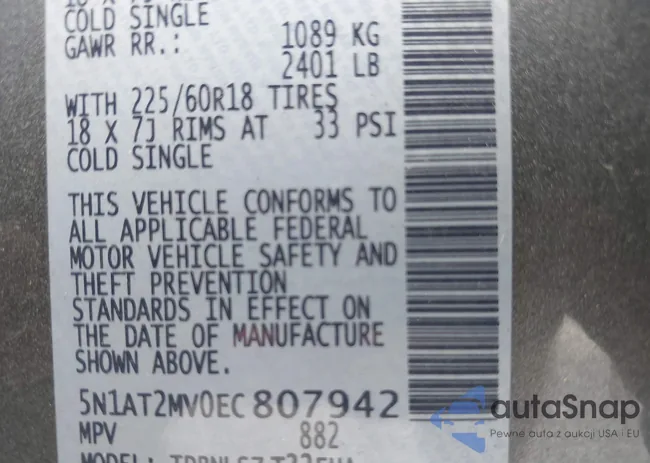 COLD SINGLE
GAWR RR.: 1089 KG
2401 LB
WITH 225/60R18 TIRES
18 X 7J RIMS AT 33 PSI
COLD SINGLE
THIS VEHICLE CONFORMS TO
ALL APPLICABLE FEDERAL
MOTOR VEHICLE SAFETY AND
THEFT PREVENTION
STANDARDS IN EFFECT ON
THE DATE OF MANUFACTURE
SHOWN ABOVE.
5N1AT2MV0EC807942
MPV 882
MODEL:
autaSnap
Pewne auta z aukcji USA i EU